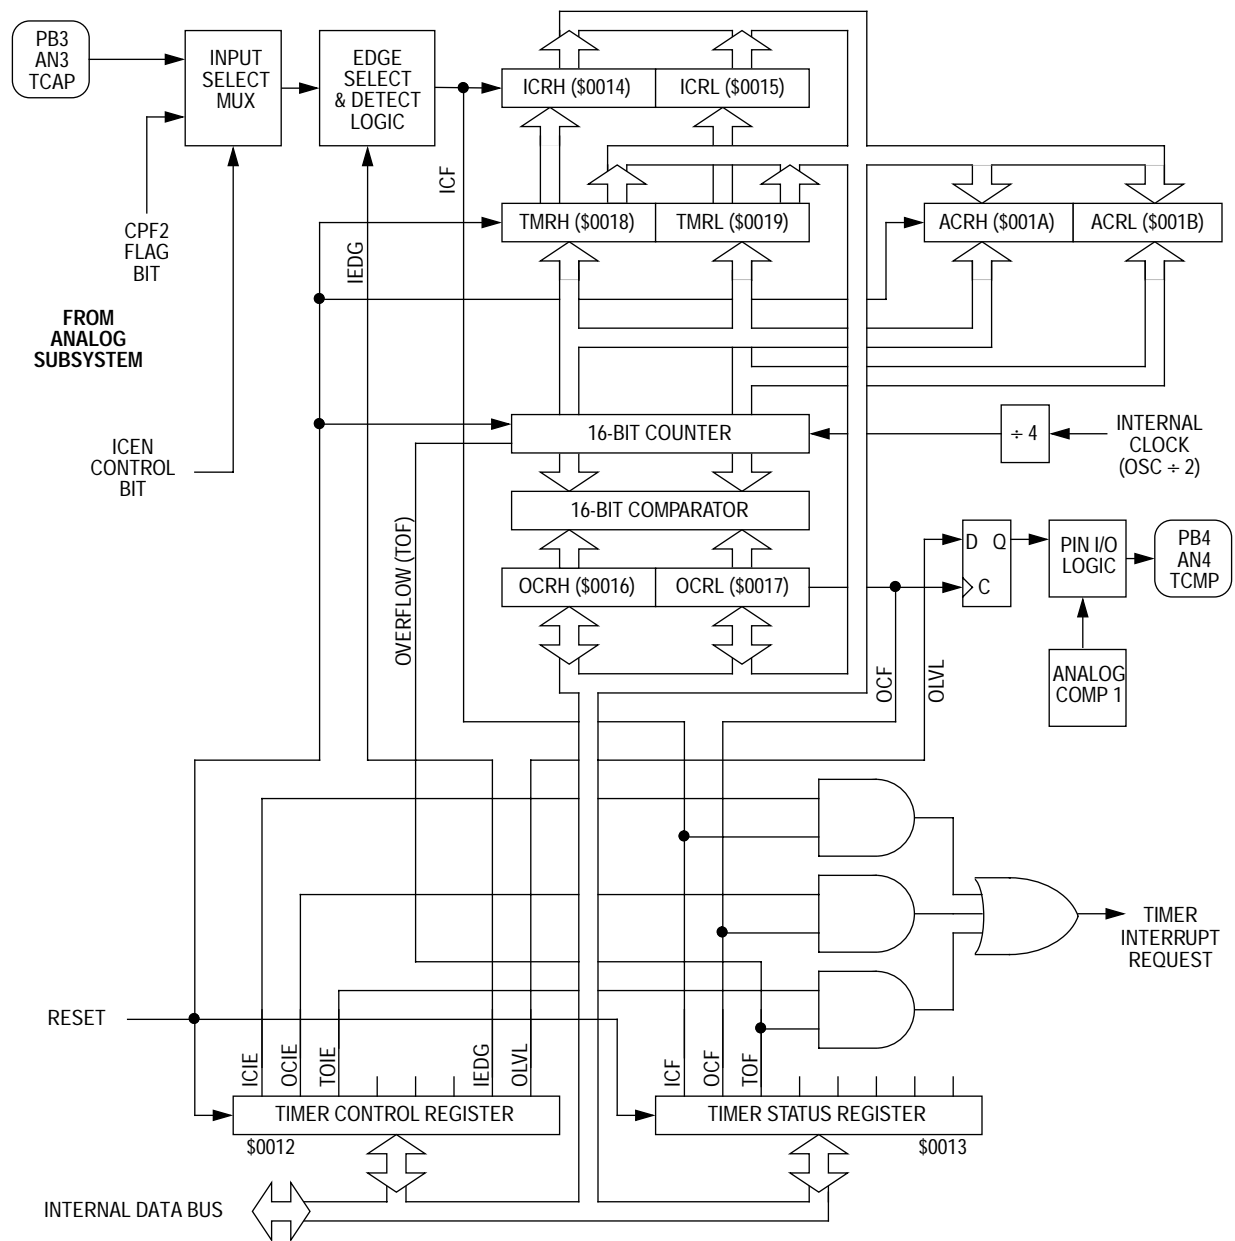 PB3
AN3
TCAP
INPUT
SELECT
MUX
EDGE
SELECT
& DETECT
LOGIC
ICRH ($0014)
ICRL ($0015)
ICF
TMRH ($0018)
TMRL ($0019)
ACRH ($001A)
ACRL ($001B)
CPF2
FLAG
BIT
IEDG
FROM
ANALOG
SUBSYSTEM
ICEN
CONTROL
BIT
16-BIT COUNTER
÷ 4
INTERNAL
CLOCK
(OSC ÷ 2)
16-BIT COMPARATOR
OVERFLOW (TOF)
D Q
C
PIN I/O
LOGIC
PB4
AN4
TCMP
OCRH ($0016)
OCRL ($0017)
OCF
OLVL
ANALOG
COMP 1
TIMER
INTERRUPT
REQUEST
RESET
ICIE
OCIE
TOIE
IEDG
OLVL
ICF
OCF
TOF
TIMER CONTROL REGISTER
TIMER STATUS REGISTER
$0012
$0013
INTERNAL DATA BUS